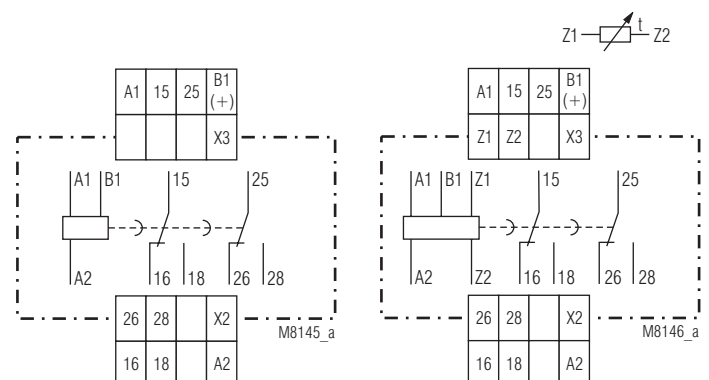 Z1 t Z2
A1 15 25 B1 (+)
X3
A1 B1 15 25
A2 16 18 26 28
26 28 X2
16 18 A2
M8145_a
A1 15 25 B1 (+)
Z1 Z2 X3
A1 B1 Z1 15 25
A2 Z2 16 18 26 28
26 28 X2
16 18 A2
M8146_a